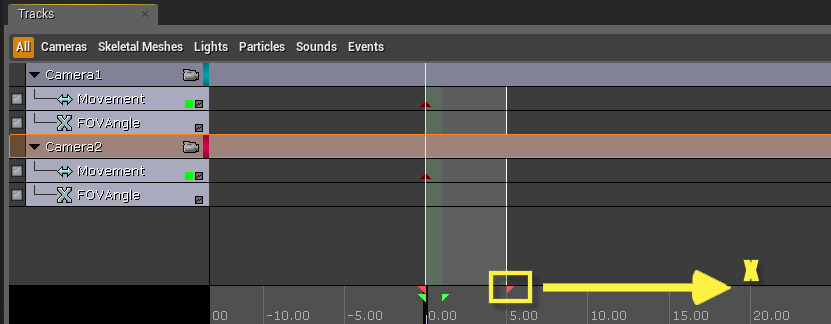 Tracks ×
All Cameras Skeletal Meshes Lights Particles Sounds Events
Camera1
Movement
FOVAngle
Camera2
Movement
FOVAngle
X
00 -10.00 -5.00 0.00 5.00 10.00 15.00 20.00